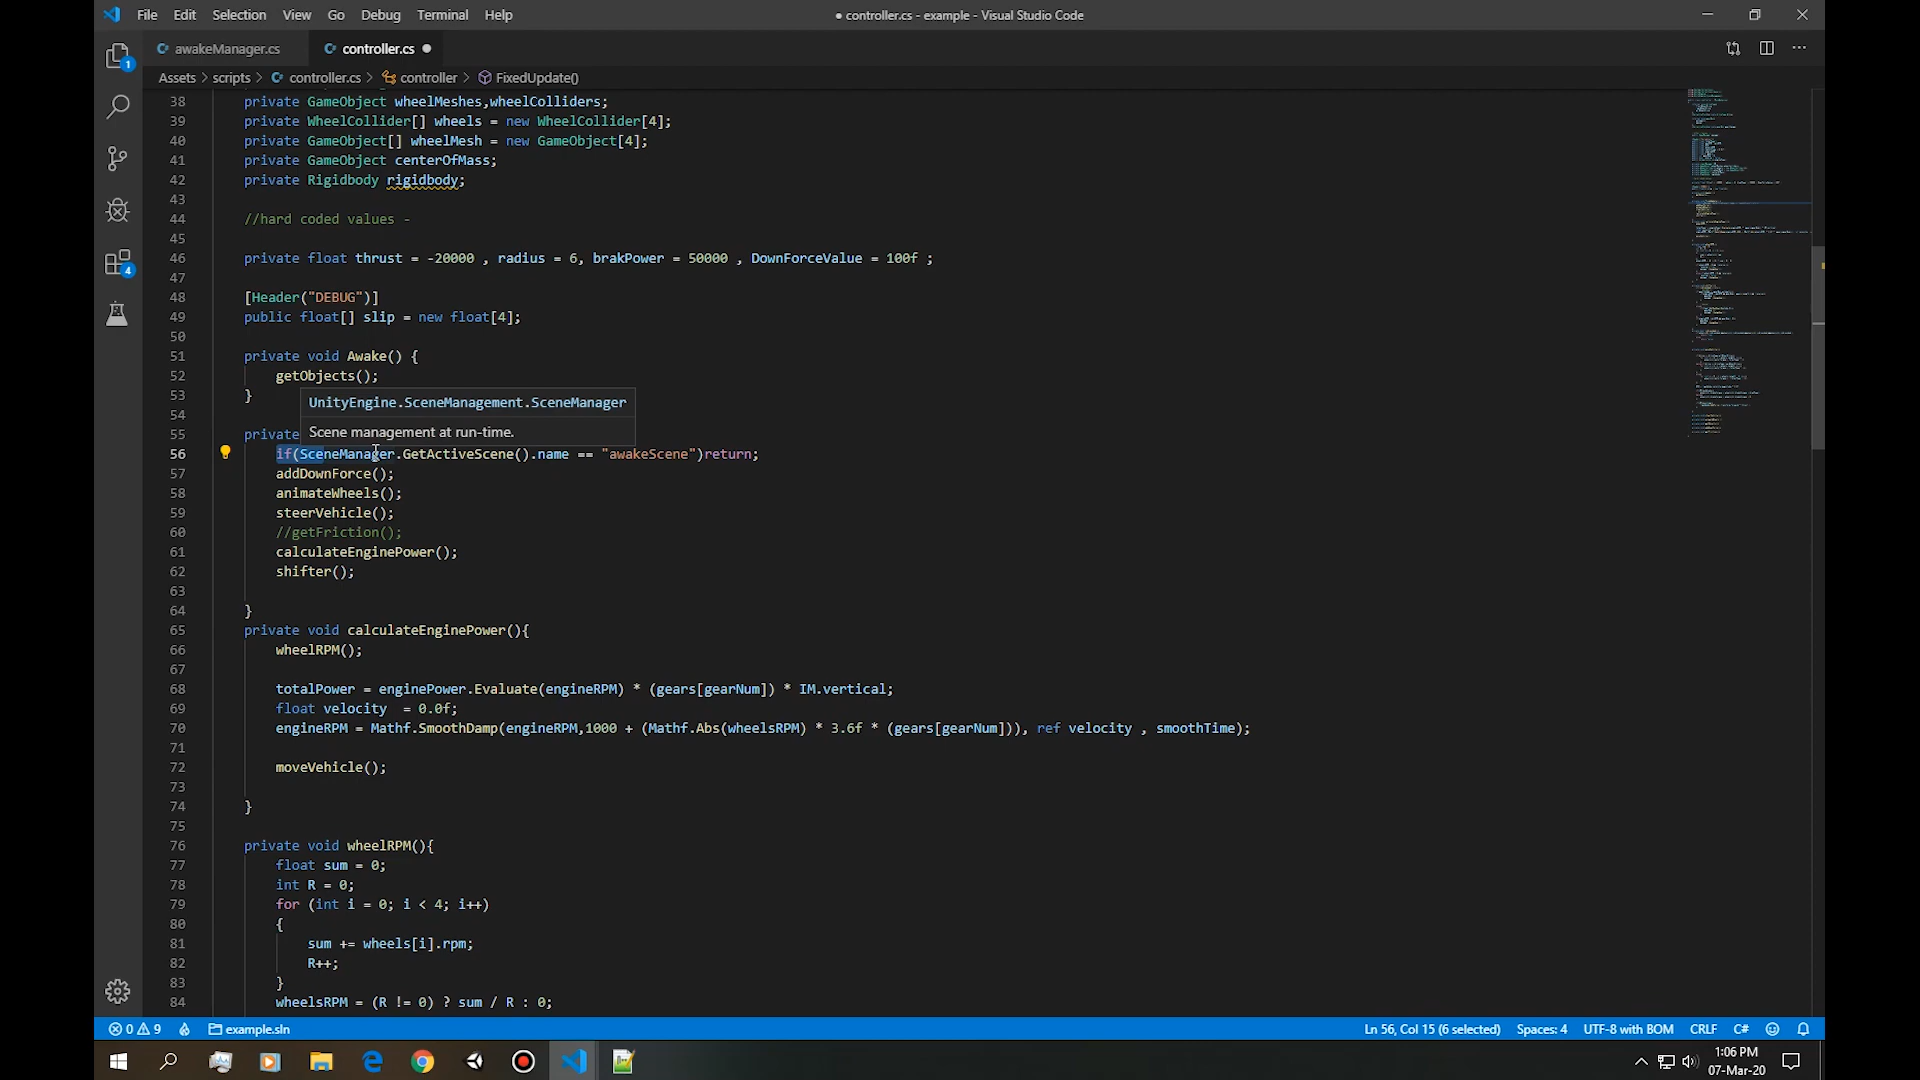 File Edit Selection View Go Debug Terminal Help
● controller.cs - example - Visual Studio Code
awakeManager.cs controller.cs
Assets > scripts > controller.cs > controller > FixedUpdate()
38 private GameObject wheelMeshes,wheelColliders;
39 private WheelCollider[] wheels = new WheelCollider[4];
40 private GameObject[] wheelMesh = new GameObject[4];
41 private GameObject centerOfMass;
42 private Rigidbody rigidbody;
43
44 //hard coded values -
45
46 private float thrust = -20000 , radius = 6, brakPower = 50000 , DownForceValue = 100f ;
47
48 [Header("DEBUG")]
49 public float[] slip = new float[4];
50
51 private void Awake() {
52 getObjects();
53 }
UnityEngine.SceneManagement.SceneManager
54
Scene management at run-time.
55 private
56 if(SceneManager.GetActiveScene().name == "awakeScene")return;
57 addDownForce();
58 animateWheels();
59 steerVehicle();
60 //getFriction();
61 calculateEnginePower();
62 shifter();
63
64 }
65 private void calculateEnginePower(){
66 wheelRPM();
67
68 totalPower = enginePower.Evaluate(engineRPM) * (gears[gearNum]) * IM.vertical;
69 float velocity  = 0.0f;
70 engineRPM = Mathf.SmoothDamp(engineRPM,1000 + (Mathf.Abs(wheelsRPM) * 3.6f * (gears[gearNum])), ref velocity , smoothTime);
71
72 moveVehicle();
73
74 }
75
76 private void wheelRPM(){
77 float sum = 0;
78 int R = 0;
79 for (int i = 0; i < 4; i++)
80 {
81 sum += wheels[i].rpm;
82 R++;
83 }
84 wheelsRPM = (R != 0) ? sum / R : 0;
1
4
0 9 example.sln Ln 56, Col 15 (6 selected) Spaces: 4 UTF-8 with BOM CRLF C#
1:06 PM
07-Mar-20